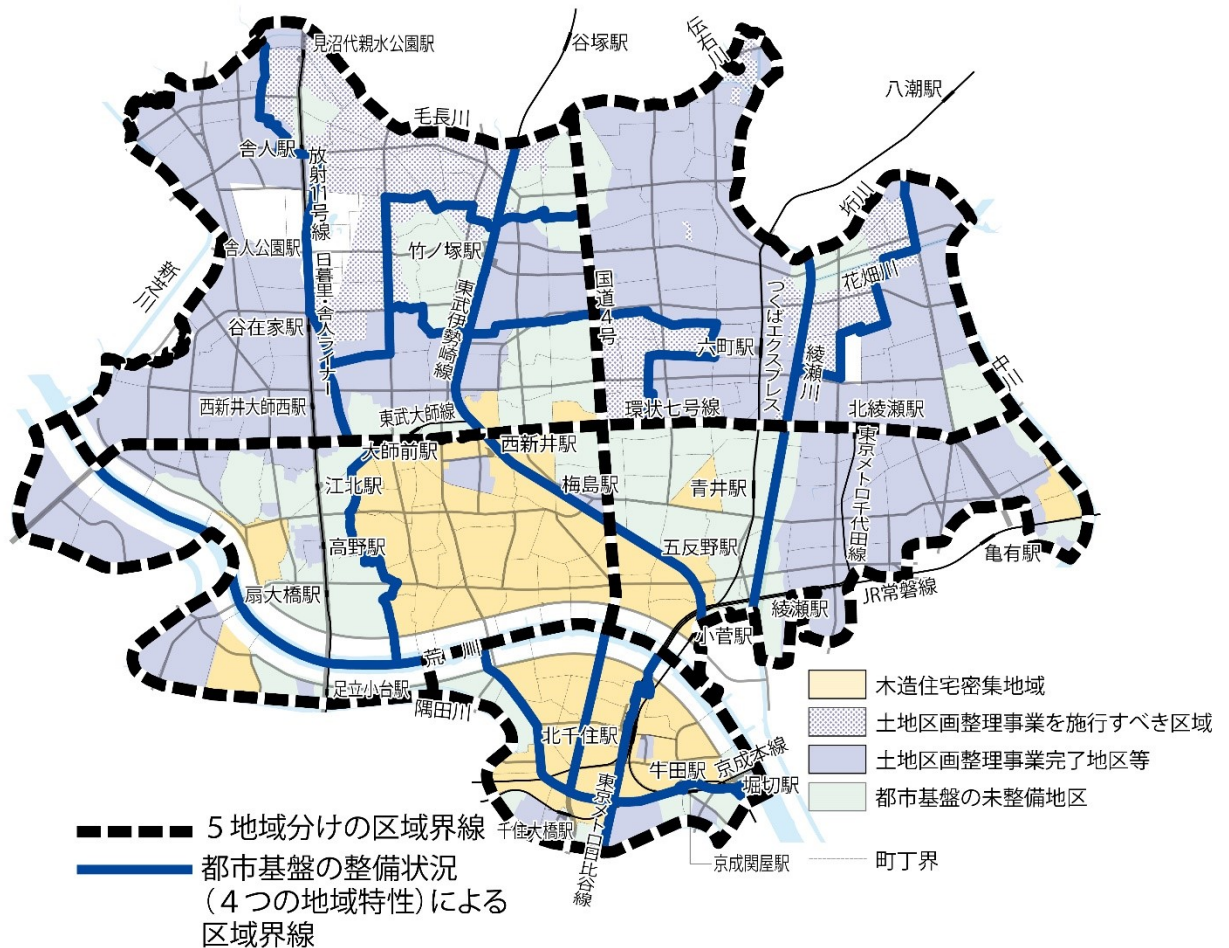 見沼代親水公園駅
谷塚駅
伝右川
八潮駅
毛長川
舎人駅
放射11号線
垳川
舎人公園駅
竹ノ塚駅
花畑川
新芝川
日暮里・舎人ライナー
東武伊勢崎線
国道4号
つくばエクスプレス
綾瀬川
谷在家駅
六町駅
中川
西新井大師西駅
東武大師線
環状七号線
北綾瀬駅
大師前駅
西新井駅
東京メトロ千代田線
江北駅
梅島駅
青井駅
高野駅
五反野駅
亀有駅
扇大橋駅
綾瀬駅
JR常磐線
小菅駅
荒川
足立小台駅
隅田川
北千住駅
牛田駅
京成本線
堀切駅
千住大橋駅
東京メトロ日比谷線
京成関屋駅
木造住宅密集地域
土地区画整理事業を施行すべき区域
土地区画整理事業完了地区等
都市基盤の未整備地区
町丁界
5地域分けの区域界線
都市基盤の整備状況
(4つの地域特性)による
区域界線